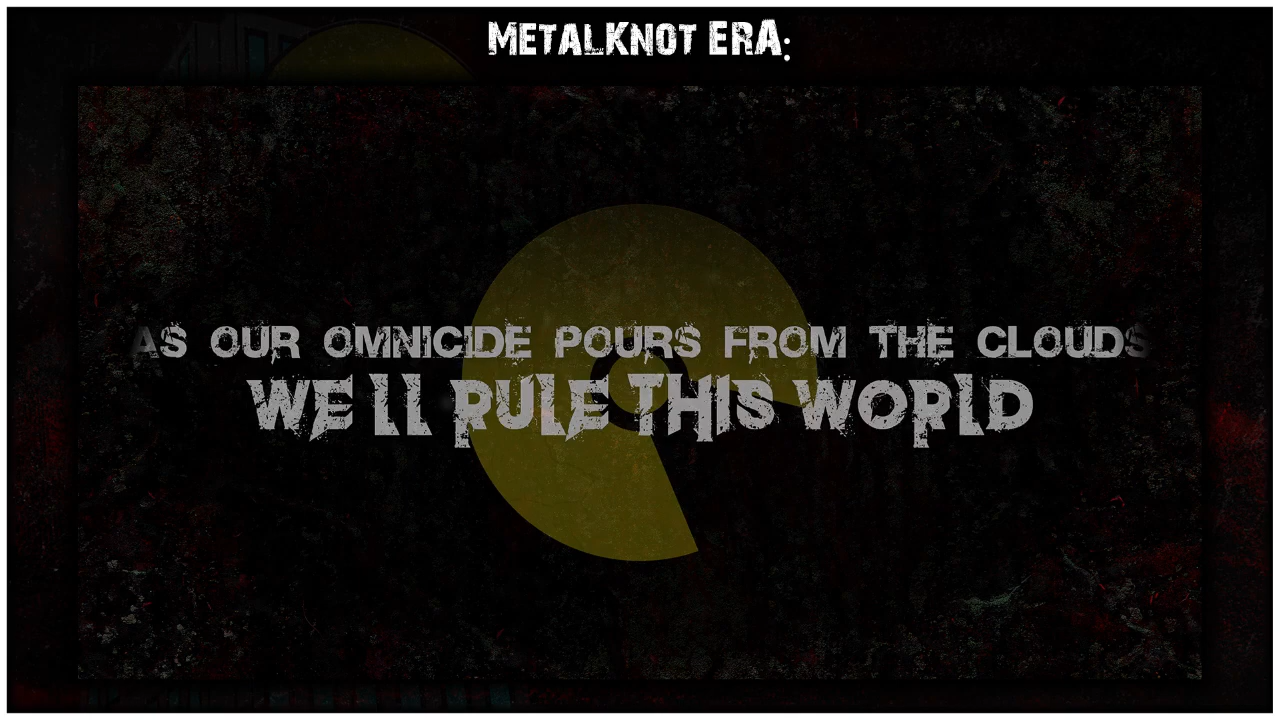 METALKNOT ERA:
AS OUR OMNICIDE POURS FROM THE CLOUDS
WE LL RULE THIS WORLD